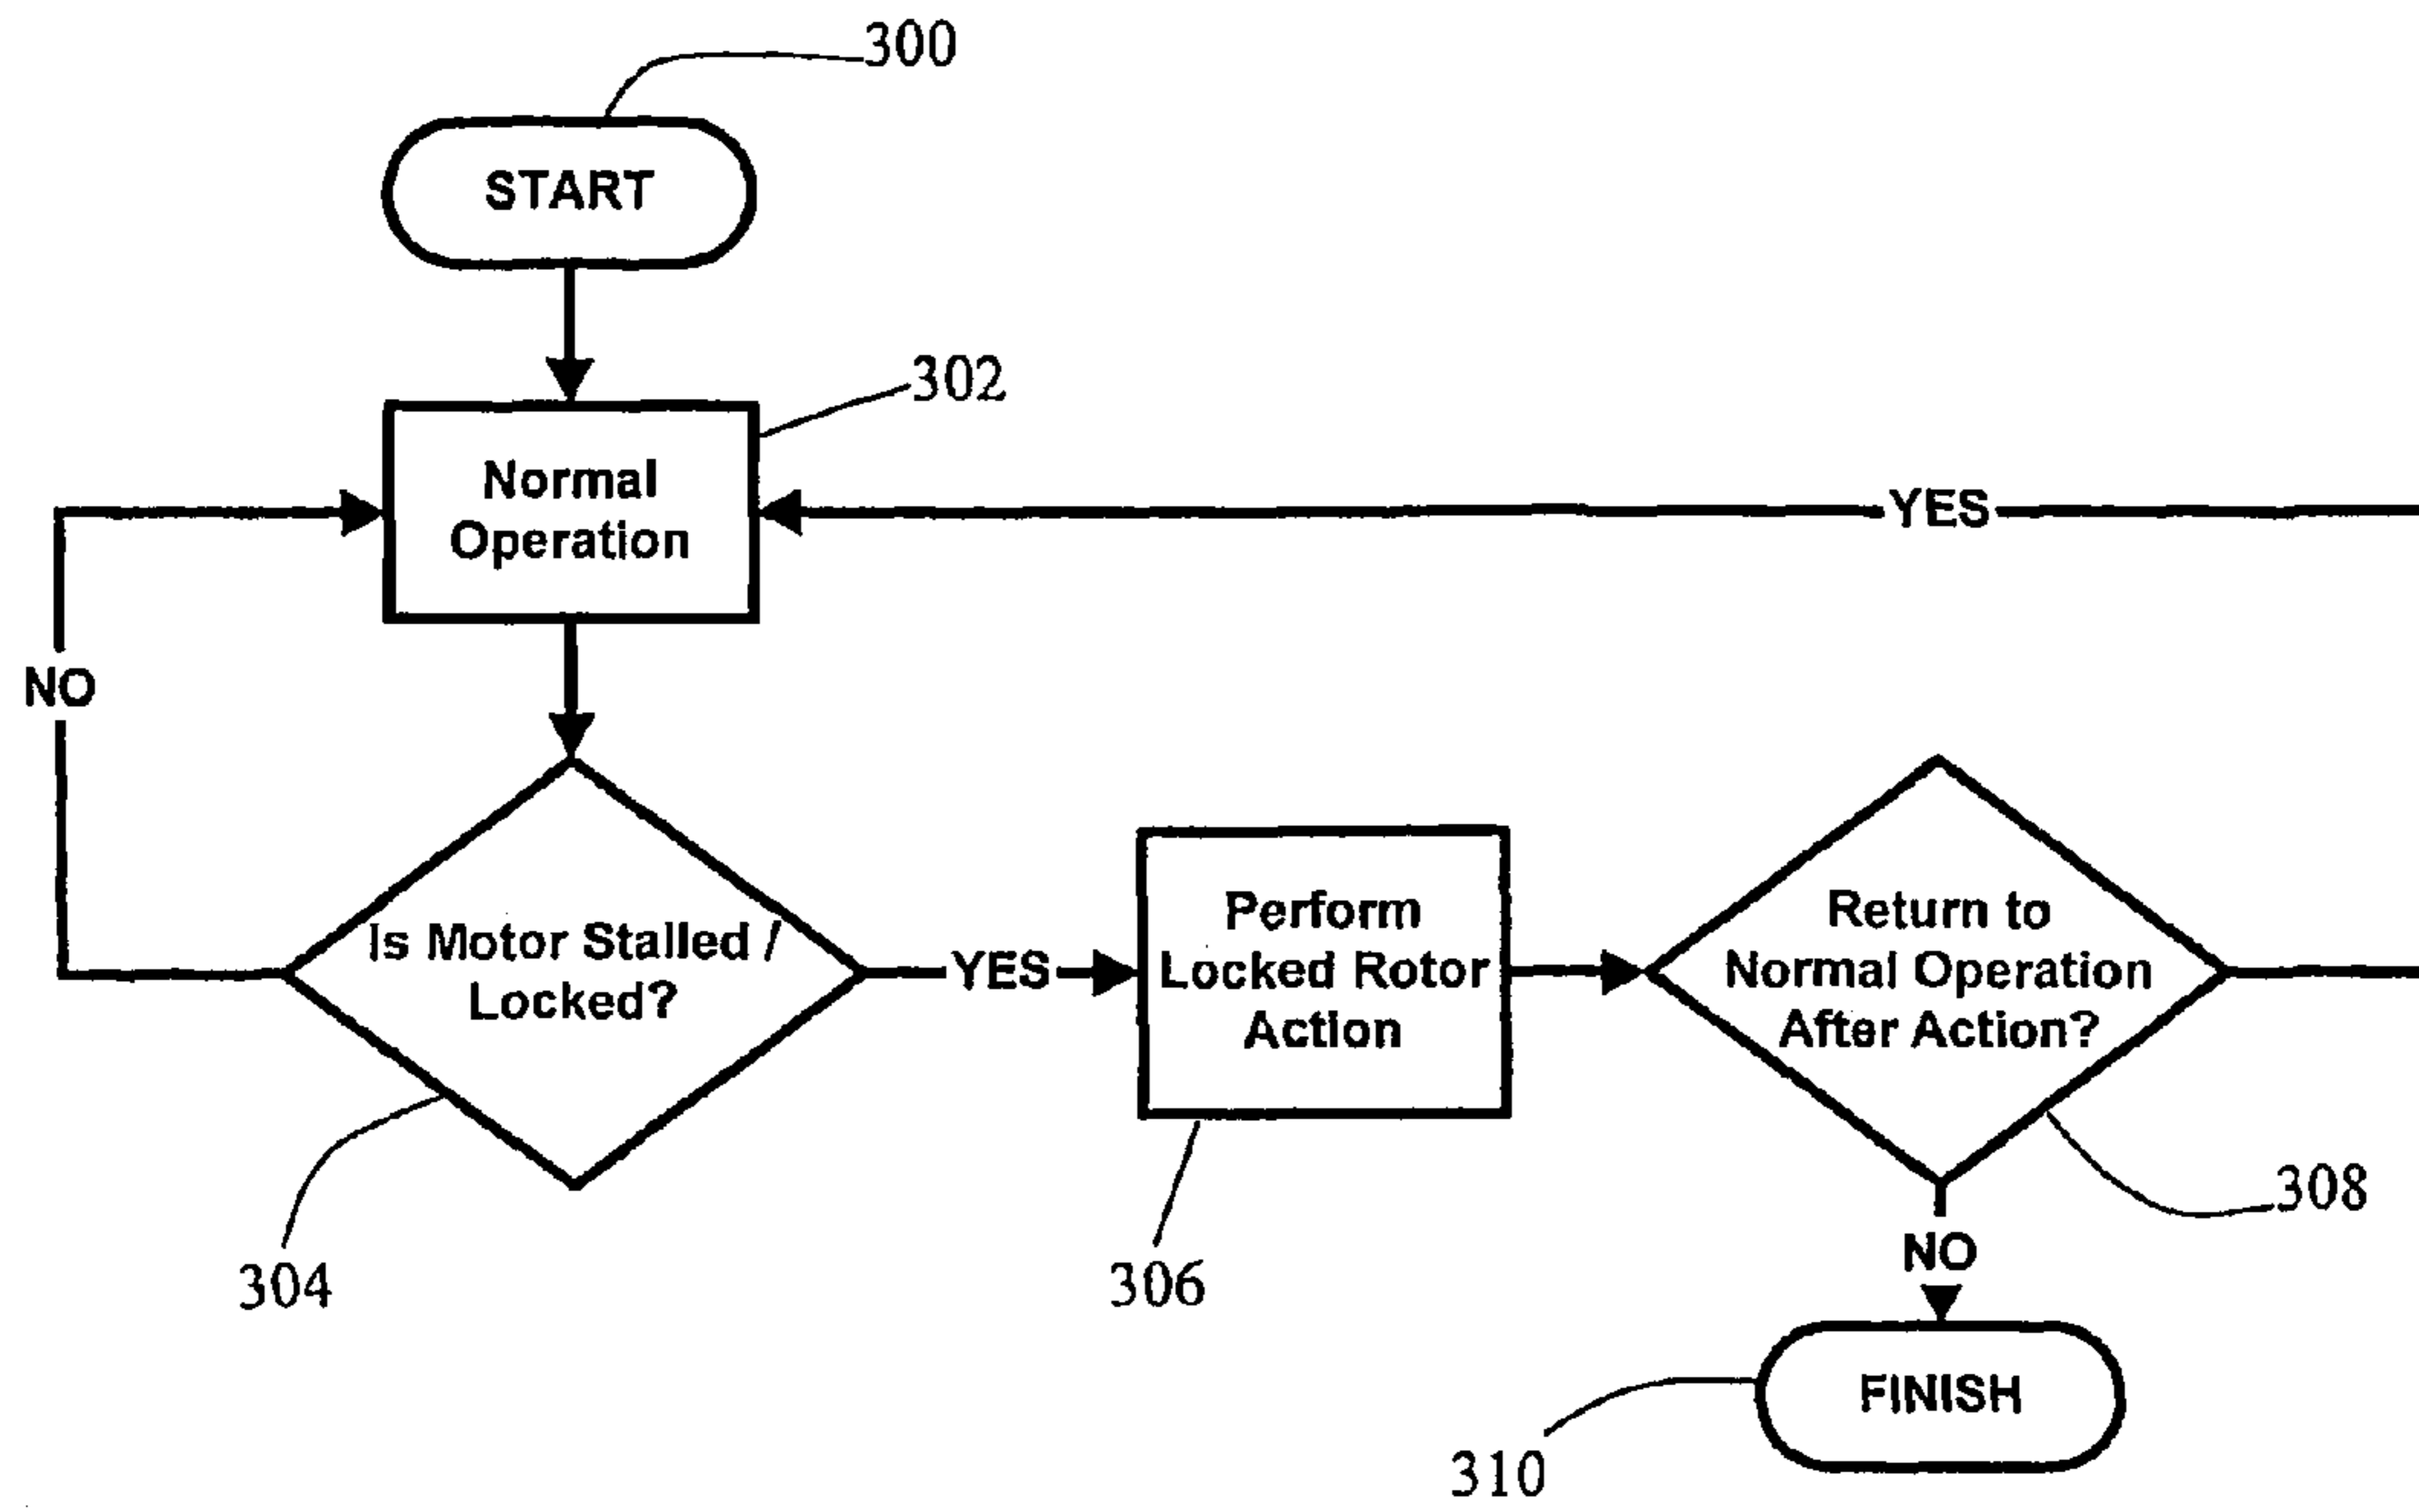 300
START
302
Normal
Operation
YES
NO
Is Motor Stalled /
Locked?
YES
Perform
Locked Rotor
Action
Return to
Normal Operation
After Action?
304
306
308
NO
FINISH
310